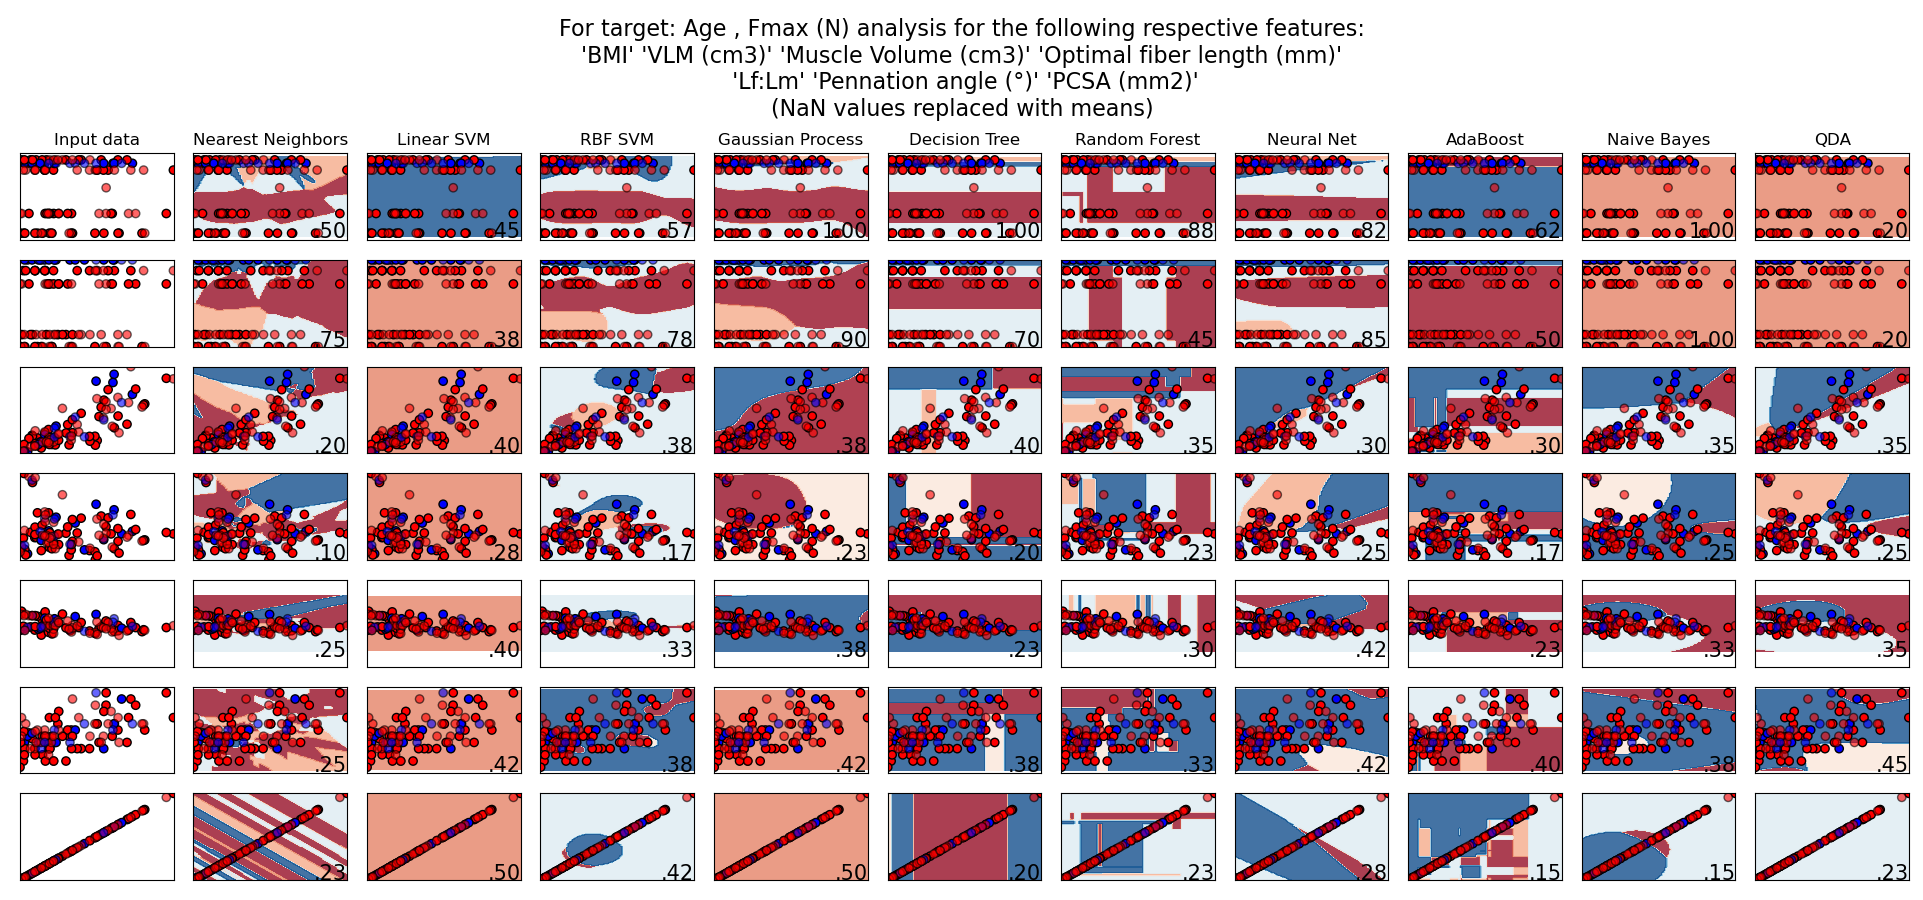 For target: Age , Fmax (N) analysis for the following respective features:
'BMI' 'VLM (cm3)' 'Muscle Volume (cm3)' 'Optimal fiber length (mm)'
'Lf:Lm' 'Pennation angle (°)' 'PCSA (mm2)'
(NaN values replaced with means)
Input data Nearest Neighbors Linear SVM RBF SVM Gaussian Process Decision Tree Random Forest Neural Net AdaBoost Naive Bayes QDA
.50 .45 .57 1.00 1.00 .88 .82 .62 1.00 .20
.75 .38 .78 .90 .70 .45 .85 .50 1.00 .20
.20 .40 .38 .38 .40 .35 .30 .30 .35 .35
.10 .28 .17 .23 .20 .23 .25 .17 .25 .25
.25 .40 .33 .38 .23 .30 .42 .23 .33 .35
.25 .42 .38 .42 .38 .33 .42 .40 .38 .45
.23 .50 .42 .50 .20 .23 .28 .15 .15 .23